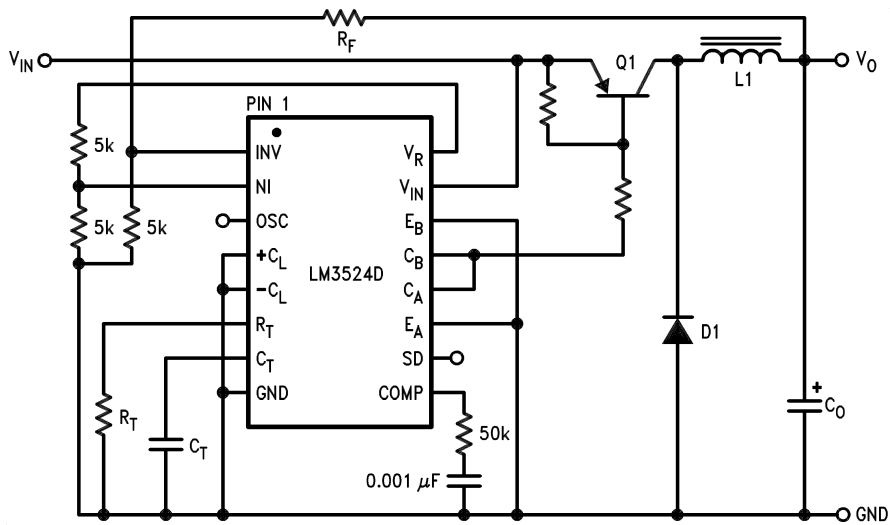 R_F
V_IN
Q1
V_O
L1
PIN 1
5k
INV
V_R
NI
V_IN
5k
5k
OSC
E_B
+C_L
C_B
LM3524D
-C_L
C_A
R_T
E_A
D1
C_T
SD
GND
COMP
+
C_O
R_T
50k
C_T
0.001 μF
GND